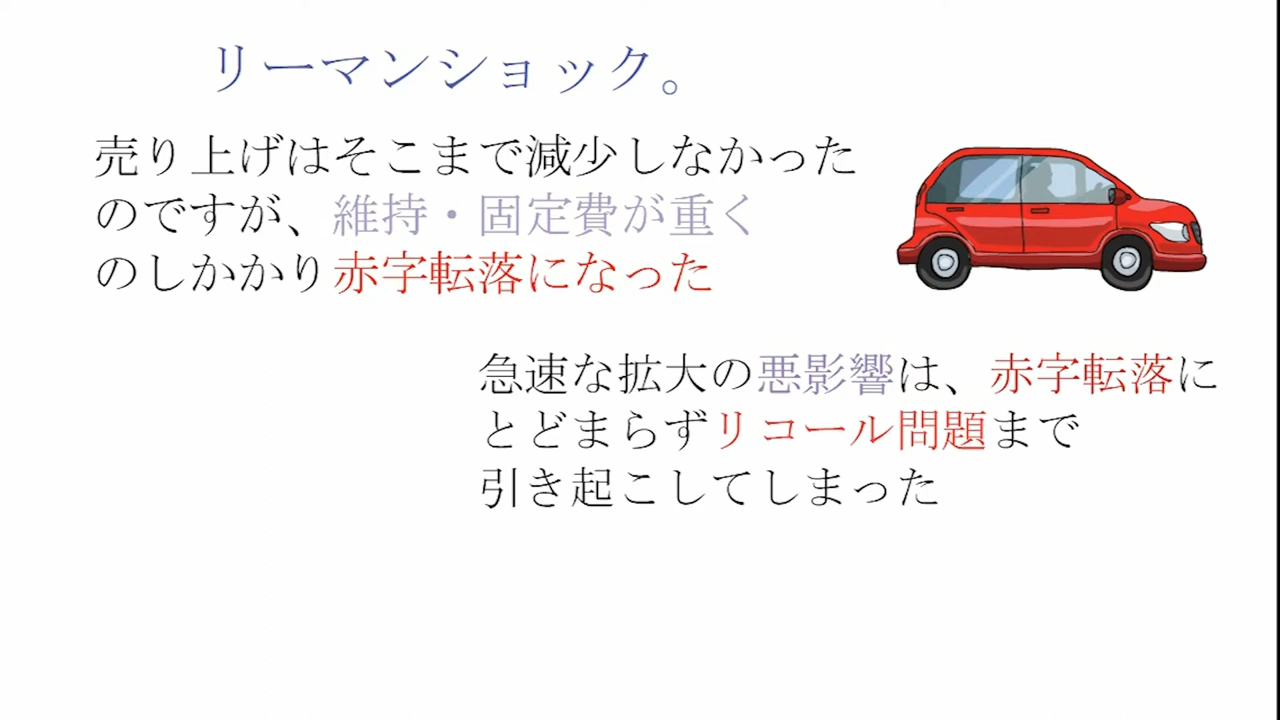 リーマンショック。
売り上げはそこまで減少しなかった
のですが、維持・固定費が重く
のしかかり赤字転落になった
急速な拡大の悪影響は、赤字転落に
とどまらずリコール問題まで
引き起こしてしまった